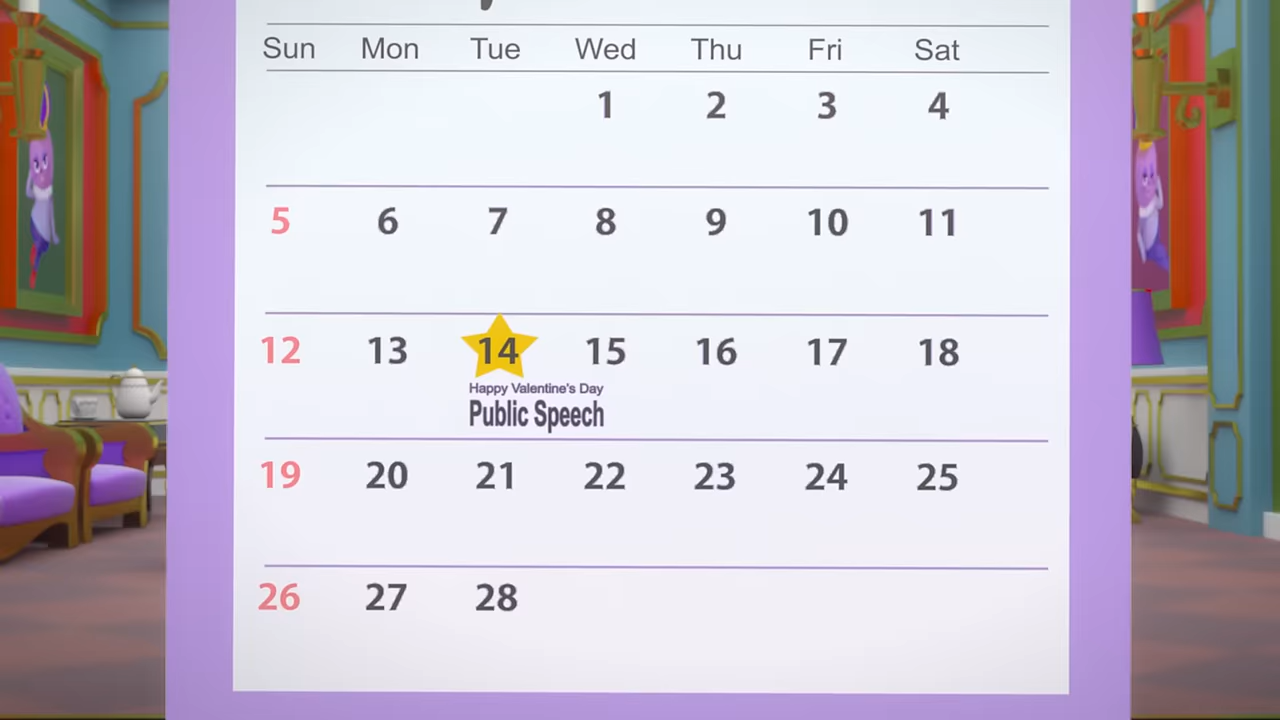 Sun Mon Tue Wed Thu Fri Sat
1 2 3 4
5 6 7 8 9 10 11
12 13 14 15 16 17 18
Happy Valentine's Day
Public Speech
19 20 21 22 23 24 25
26 27 28